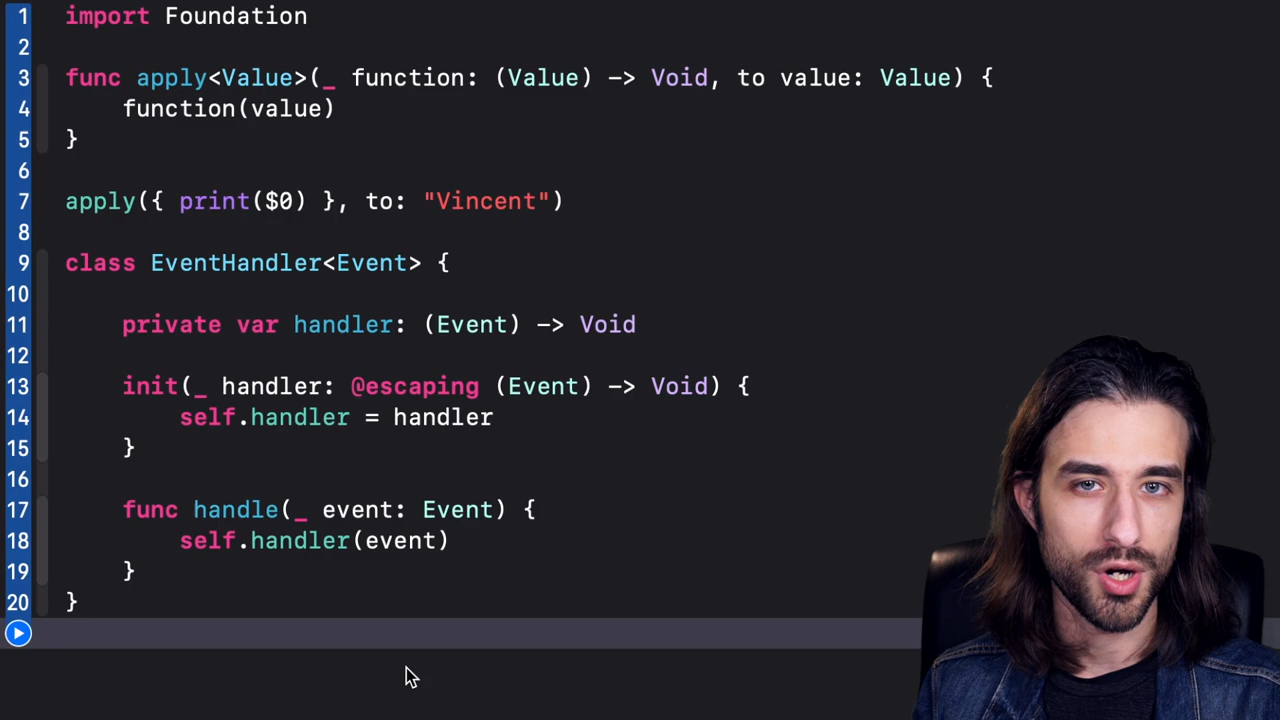 1 import Foundation
2
3 func apply<Value>(_ function: (Value) -> Void, to value: Value) {
4     function(value)
5 }
6
7 apply({ print($0) }, to: "Vincent")
8
9 class EventHandler<Event> {
10
11     private var handler: (Event) -> Void
12
13     init(_ handler: @escaping (Event) -> Void) {
14         self.handler = handler
15     }
16
17     func handle(_ event: Event) {
18         self.handler(event)
19     }
20 }